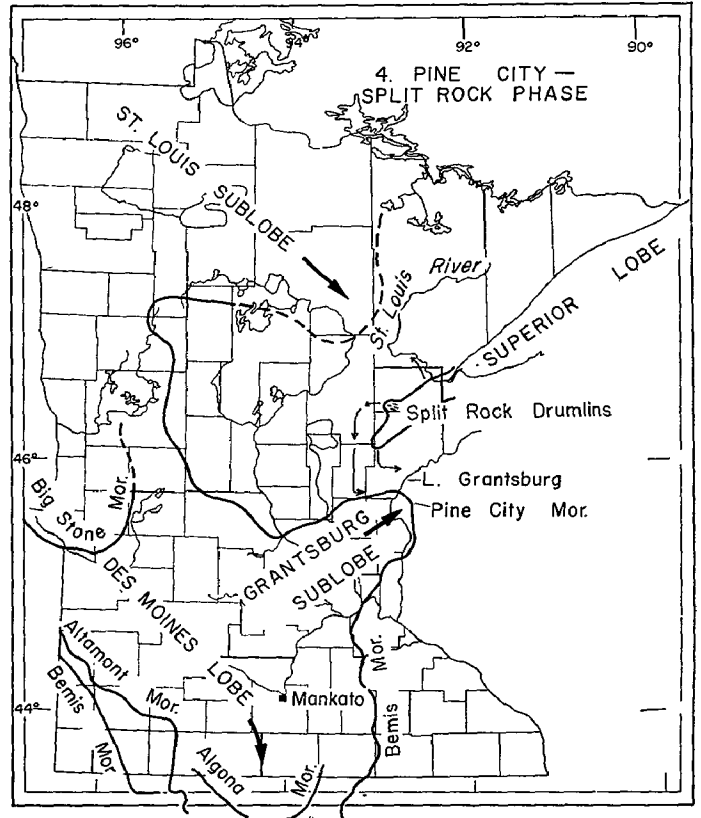 96°
94°
92°
90°
4. PINE CITY —
SPLIT ROCK PHASE
ST. LOUIS
SUBLOBE
48°
River
St. Louis
SUPERIOR LOBE
Split Rock Drumlins
46°
L. Grantsburg
Pine City Mor.
Big Stone Mor.
GRANTSBURG
SUBLOBE
DES MOINES LOBE
Altamont Mor.
Bemis Mor
Mankato
Bemis Mor.
44°
Algona Mor.